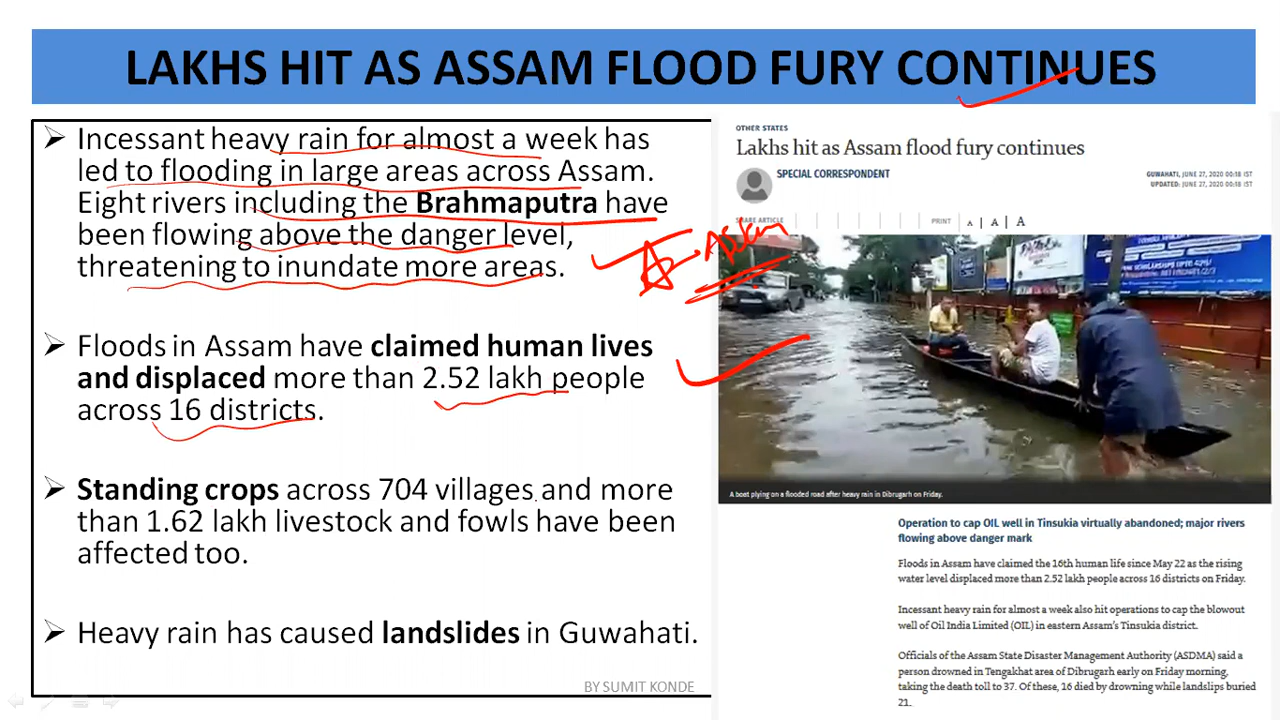 LAKHS HIT AS ASSAM FLOOD FURY CONTINUES
Incessant heavy rain for almost a week has
led to flooding in large areas across Assam.
Eight rivers including the Brahmaputra have
been flowing above the danger level,
threatening to inundate more areas.
Floods in Assam have claimed human lives
and displaced more than 2.52 lakh people
across 16 districts.
Standing crops across 704 villages and more
than 1.62 lakh livestock and fowls have been
affected too.
Heavy rain has caused landslides in Guwahati.
BY SUMIT KONDE
Assam
OTHER STATES
Lakhs hit as Assam flood fury continues
SPECIAL CORRESPONDENT
GUWAHATI, JUNE 27, 2020 00:18 IST
UPDATED: JUNE 27, 2020 00:18 IST
SHARE ARTICLE
PRINT A | A | A
A boat plying on a flooded road after heavy rain in Dibrugarh on Friday.
Operation to cap OIL well in Tinsukia virtually abandoned; major rivers
flowing above danger mark
Floods in Assam have claimed the 16th human life since May 22 as the rising
water level displaced more than 2.52 lakh people across 16 districts on Friday.
Incessant heavy rain for almost a week also hit operations to cap the blowout
well of Oil India Limited (OIL) in eastern Assam's Tinsukia district.
Officials of the Assam State Disaster Management Authority (ASDMA) said a
person drowned in Tengakhat area of Dibrugarh early on Friday morning,
taking the death toll to 37. Of these, 16 died by drowning while landslips buried
21.